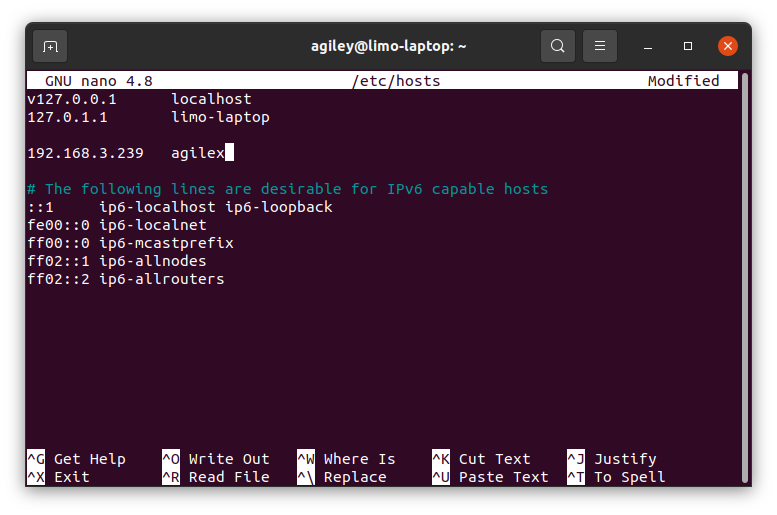 agiley@limo-laptop: ~
GNU nano 4.8 /etc/hosts Modified
v127.0.0.1 localhost
127.0.1.1 limo-laptop
192.168.3.239 agilex
# The following lines are desirable for IPv6 capable hosts
::1 ip6-localhost ip6-loopback
fe00::0 ip6-localnet
ff00::0 ip6-mcastprefix
ff02::1 ip6-allnodes
ff02::2 ip6-allrouters
^G Get Help ^O Write Out ^W Where Is ^K Cut Text ^J Justify
^X Exit ^R Read File ^\ Replace ^U Paste Text ^T To Spell